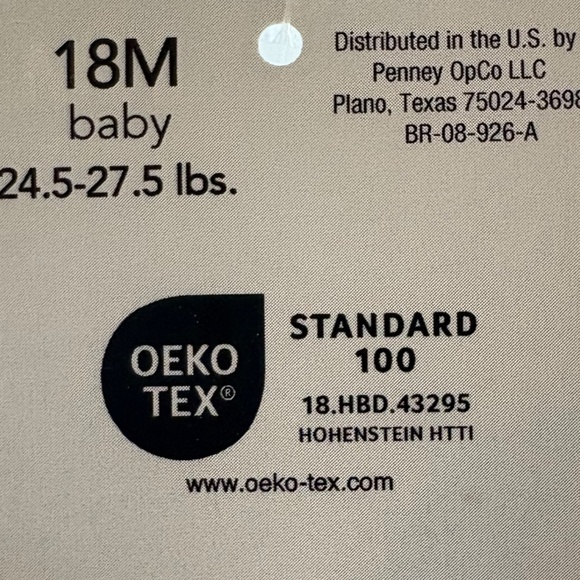 18M
baby
24.5-27.5 lbs.
Distributed in the U.S. by
Penney OpCo LLC
Plano, Texas 75024-3698
BR-08-926-A
OEKO
TEX®
STANDARD
100
18.HBD.43295
HOHENSTEIN HTTI
www.oeko-tex.com